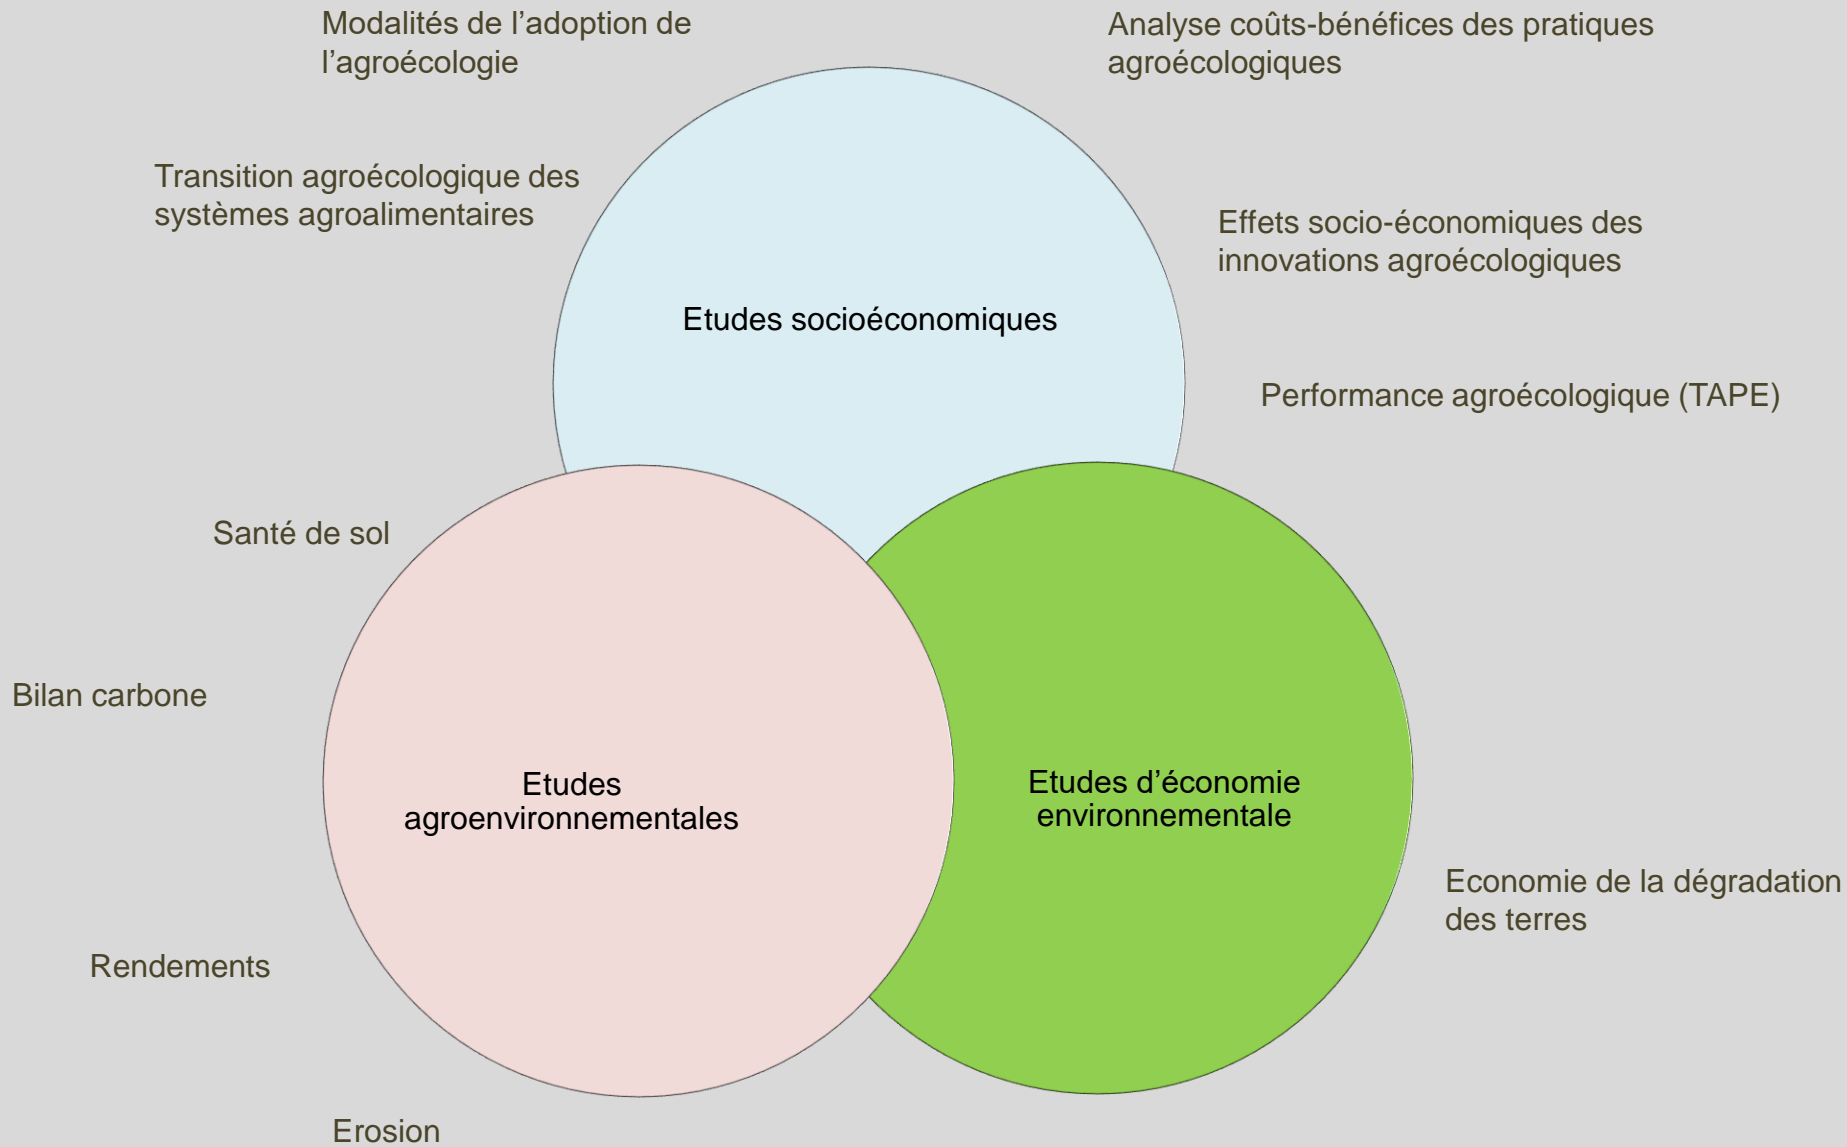 Modalités de l’adoption de
l’agroécologie
Analyse coûts-bénéfices des pratiques
agroécologiques
Transition agroécologique des
systèmes agroalimentaires
Effets socio-économiques des
innovations agroécologiques
Etudes socioéconomiques
Performance agroécologique (TAPE)
Santé de sol
Bilan carbone
Etudes
agroenvironnementales
Etudes d’économie
environnementale
Economie de la dégradation
des terres
Rendements
Erosion